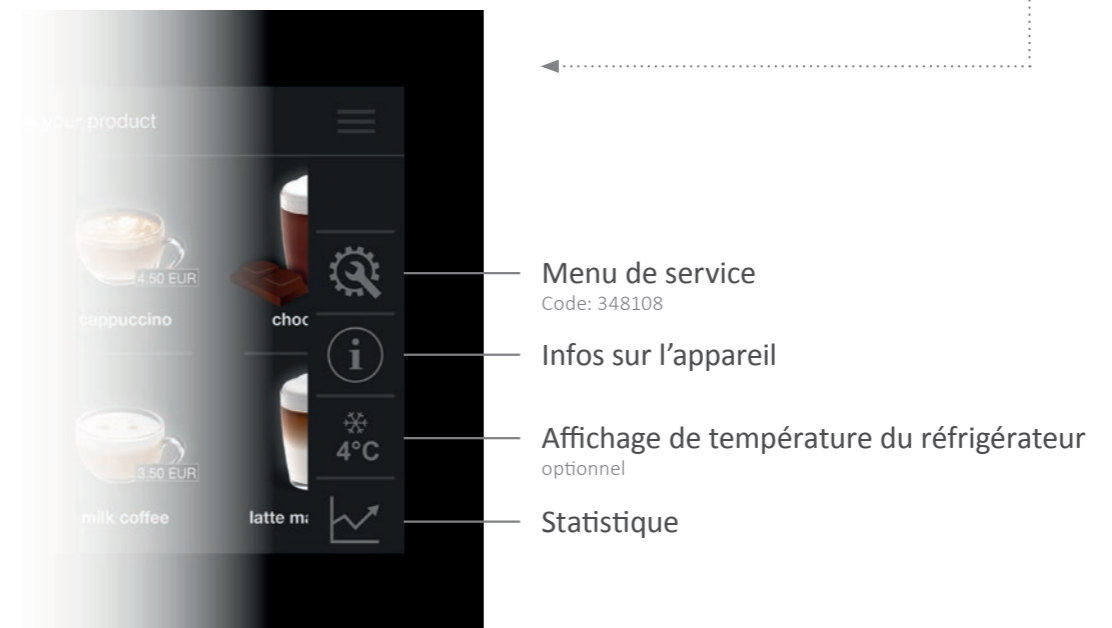 your product
4.50 EUR
cappuccino
choc
Menu de service
Code: 348108
Infos sur l’appareil
4°C
Affichage de température du réfrigérateur
optionnel
3.50 EUR
milk coffee
latte ma
Statistique